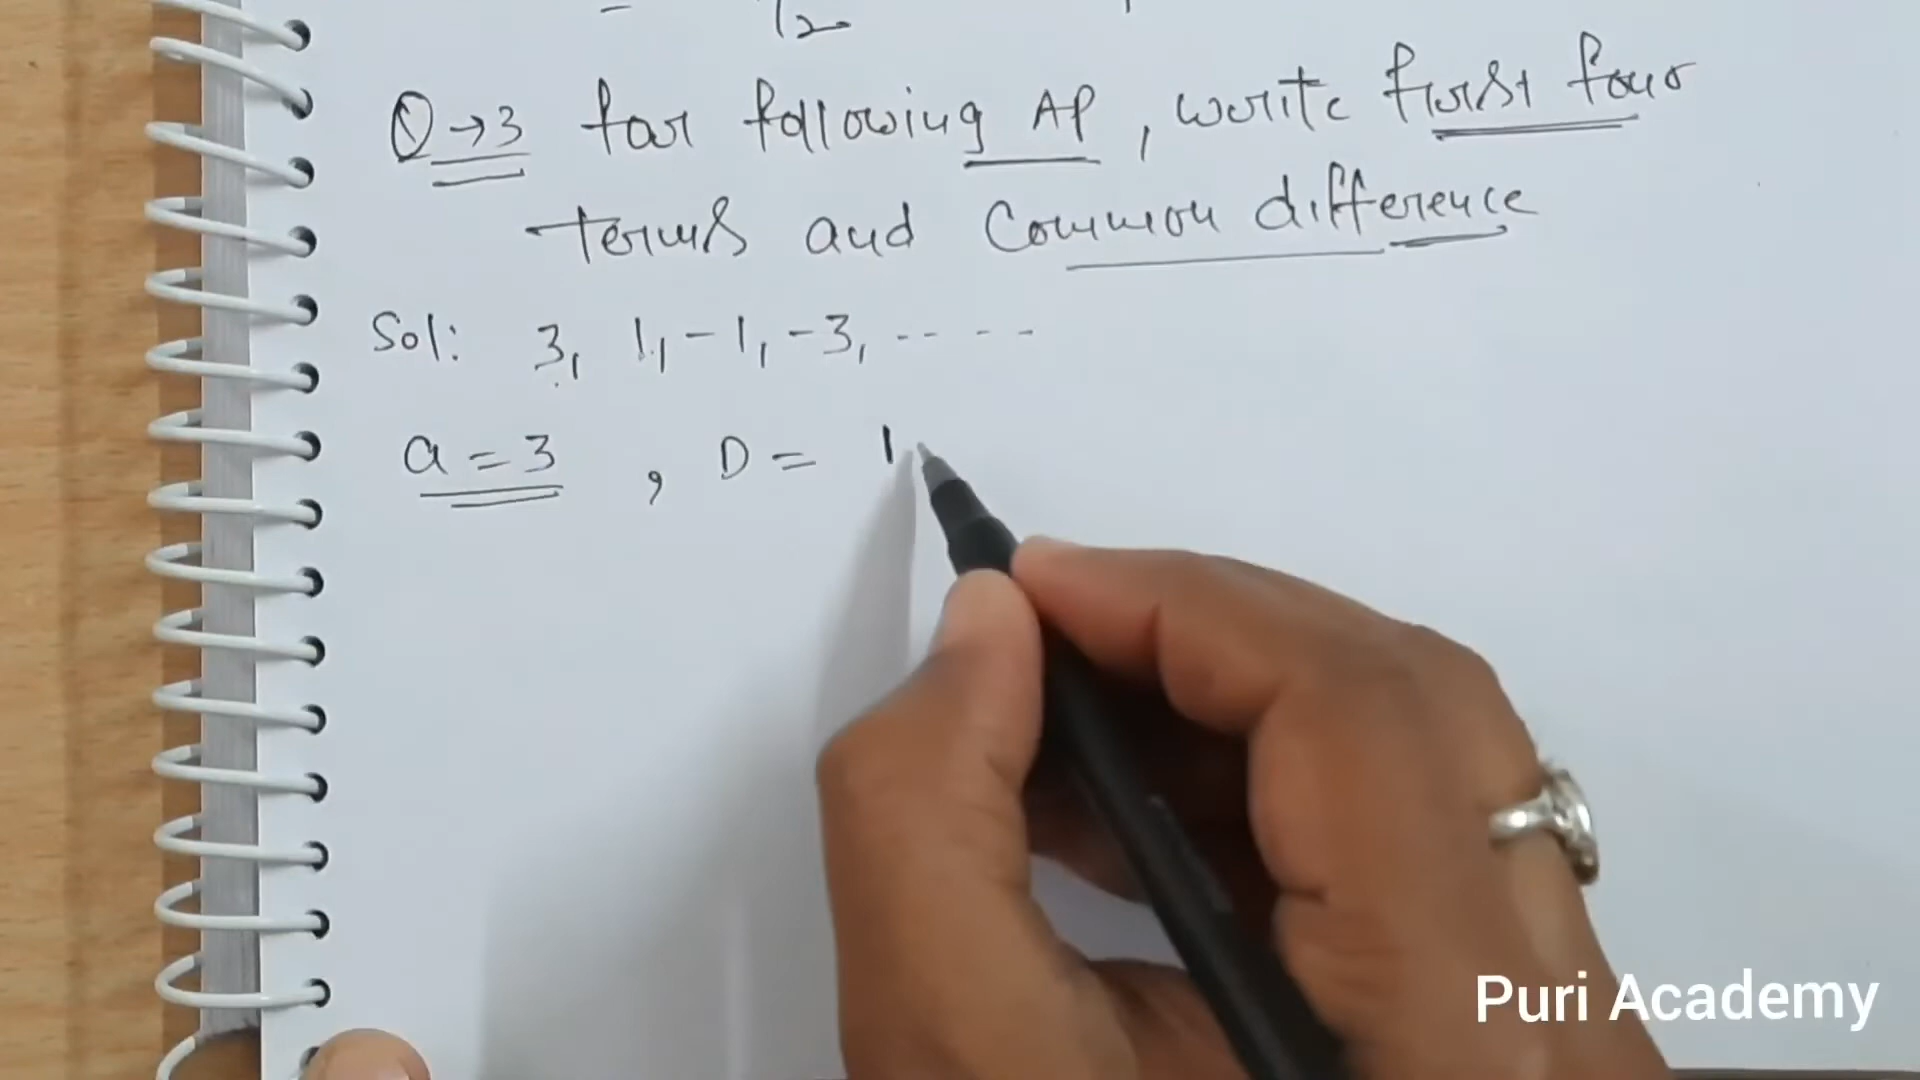 12
Q→3 for following AP, write first four
terms and Common difference
Sol: 3, 1, -1, -3, -- - -
a = 3 , D = 1
Puri Academy